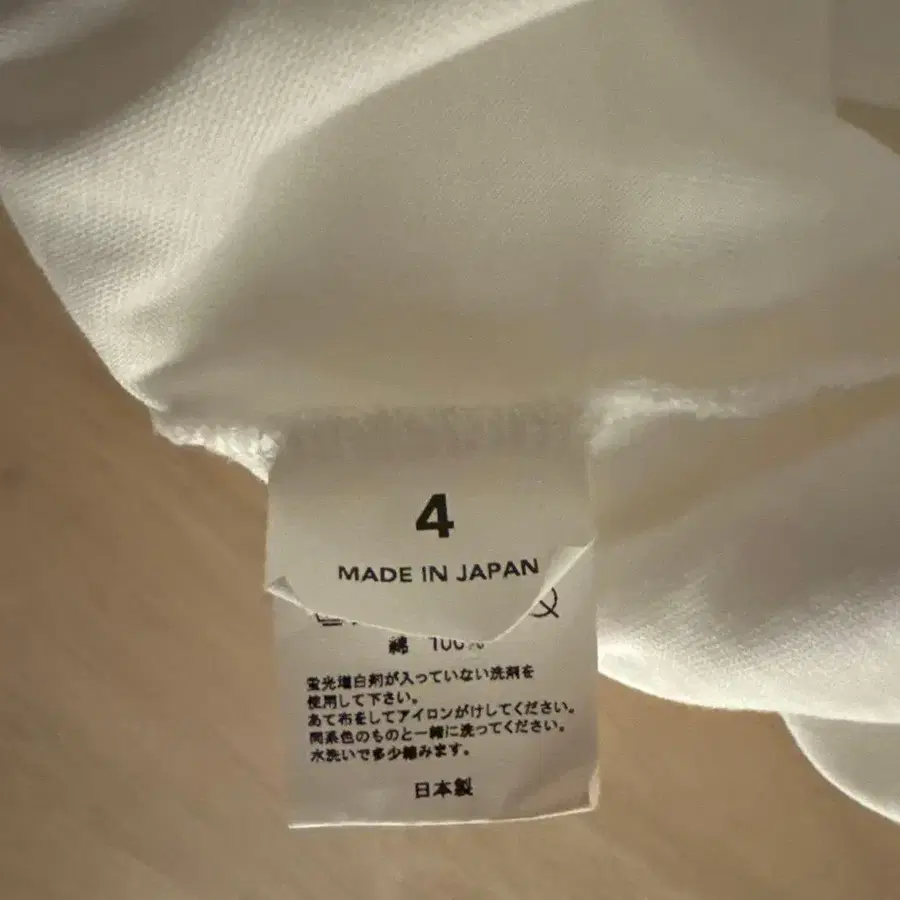 4
MADE IN JAPAN
綿 100%
蛍光増白剤が入っていない洗剤を
使用して下さい。
あて布をしてアイロンがけしてください。
同系色のものと一緒に洗ってください。
水洗いで多少縮みます。
日本製